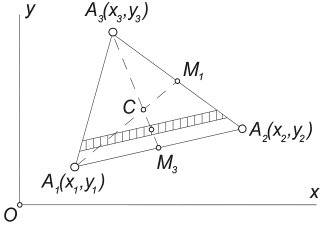 y
A₃(x₃,y₃)
M₁
C
A₂(x₂,y₂)
M₃
A₁(x₁,y₁)
x
O